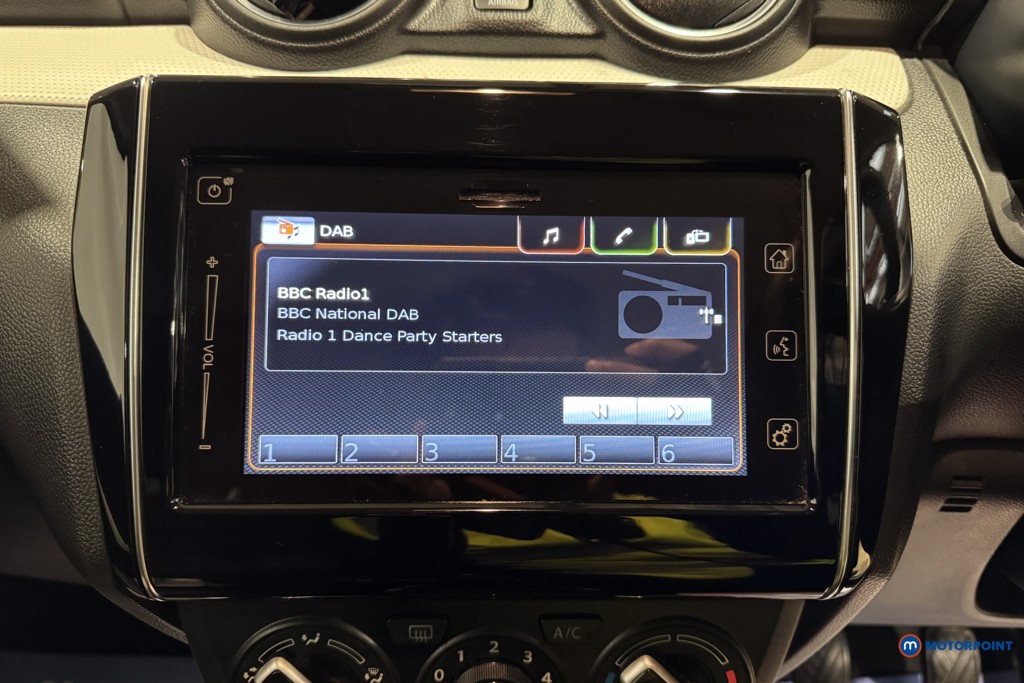 AIRBAG
DAB
BBC Radio1
BBC National DAB
Radio 1 Dance Party Starters
VOL
1 2 3 4 5 6
A/C
0 1 2 3 4
m MOTORPOINT